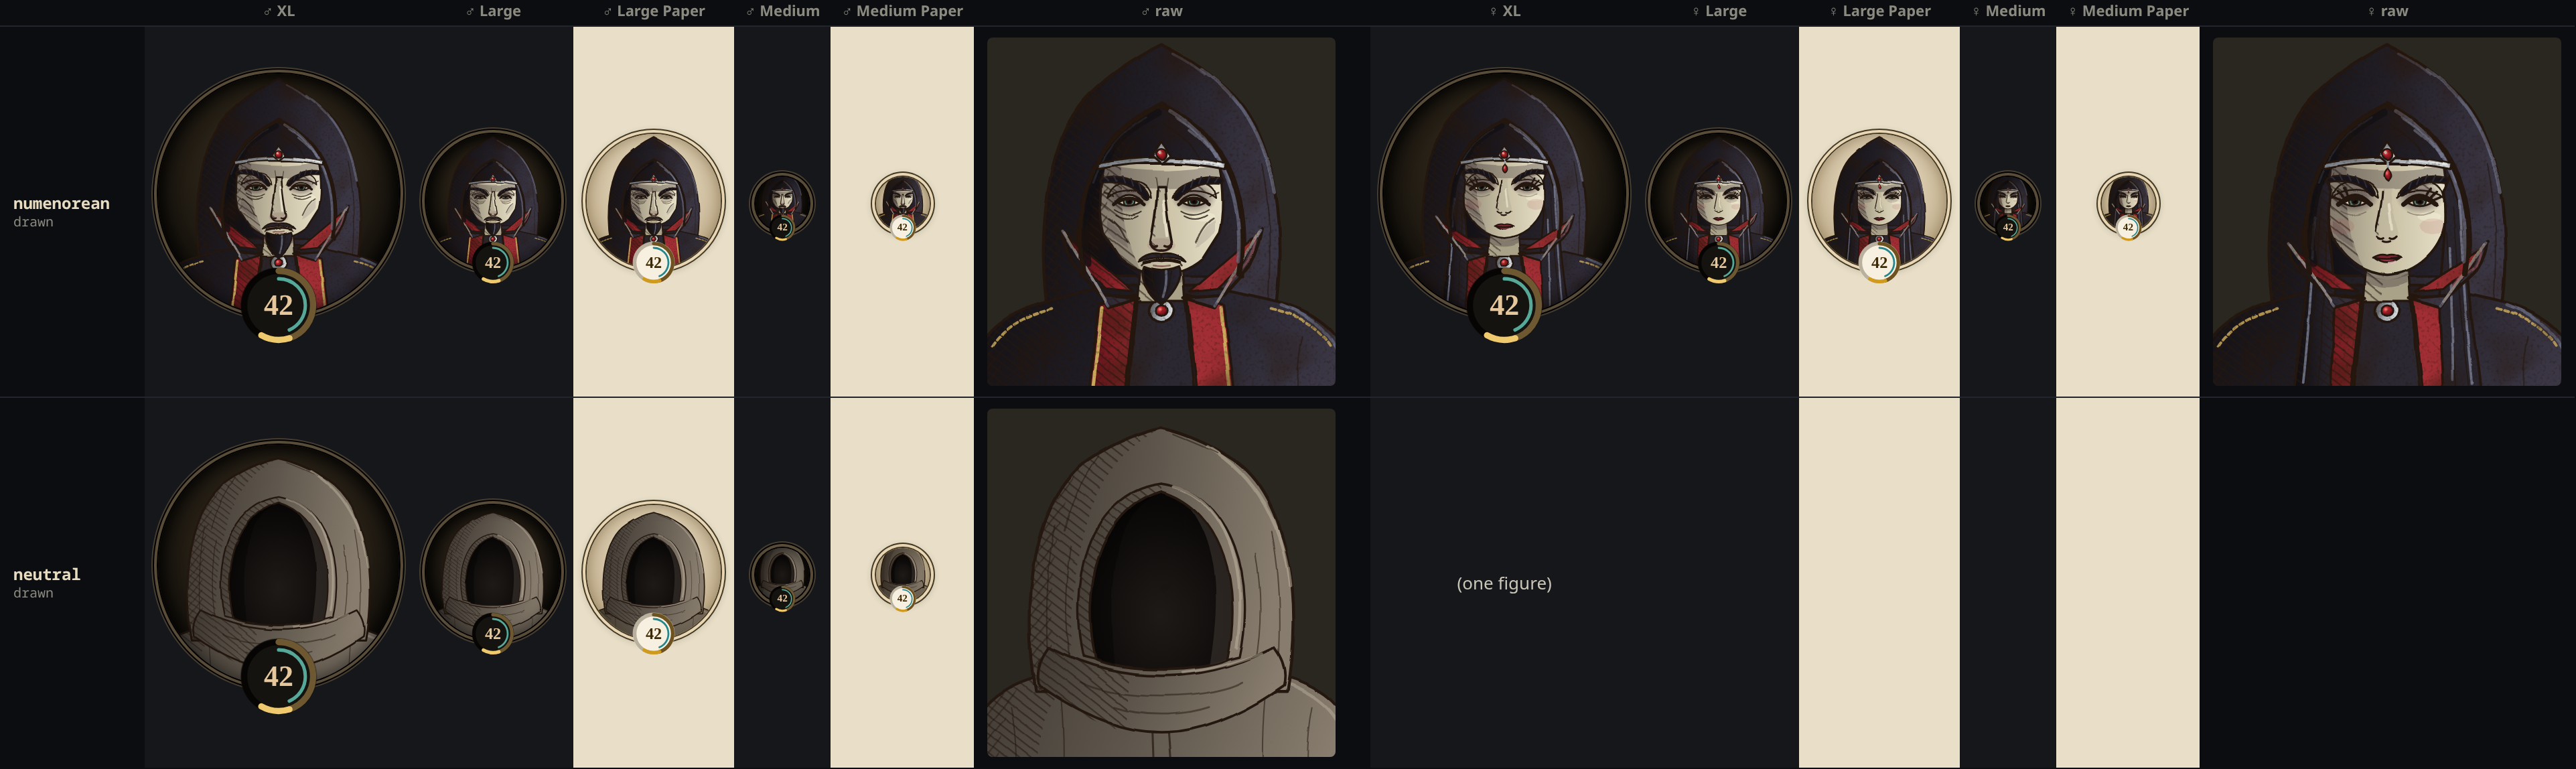 ♂ XL ♂ Large ♂ Large Paper ♂ Medium ♂ Medium Paper ♂ raw ♀ XL ♀ Large ♀ Large Paper ♀ Medium ♀ Medium Paper ♀ raw
numenorean
drawn
42 42 42 42 42 42 42 42 42 42
neutral
drawn
42 42 42 42 42
(one figure)